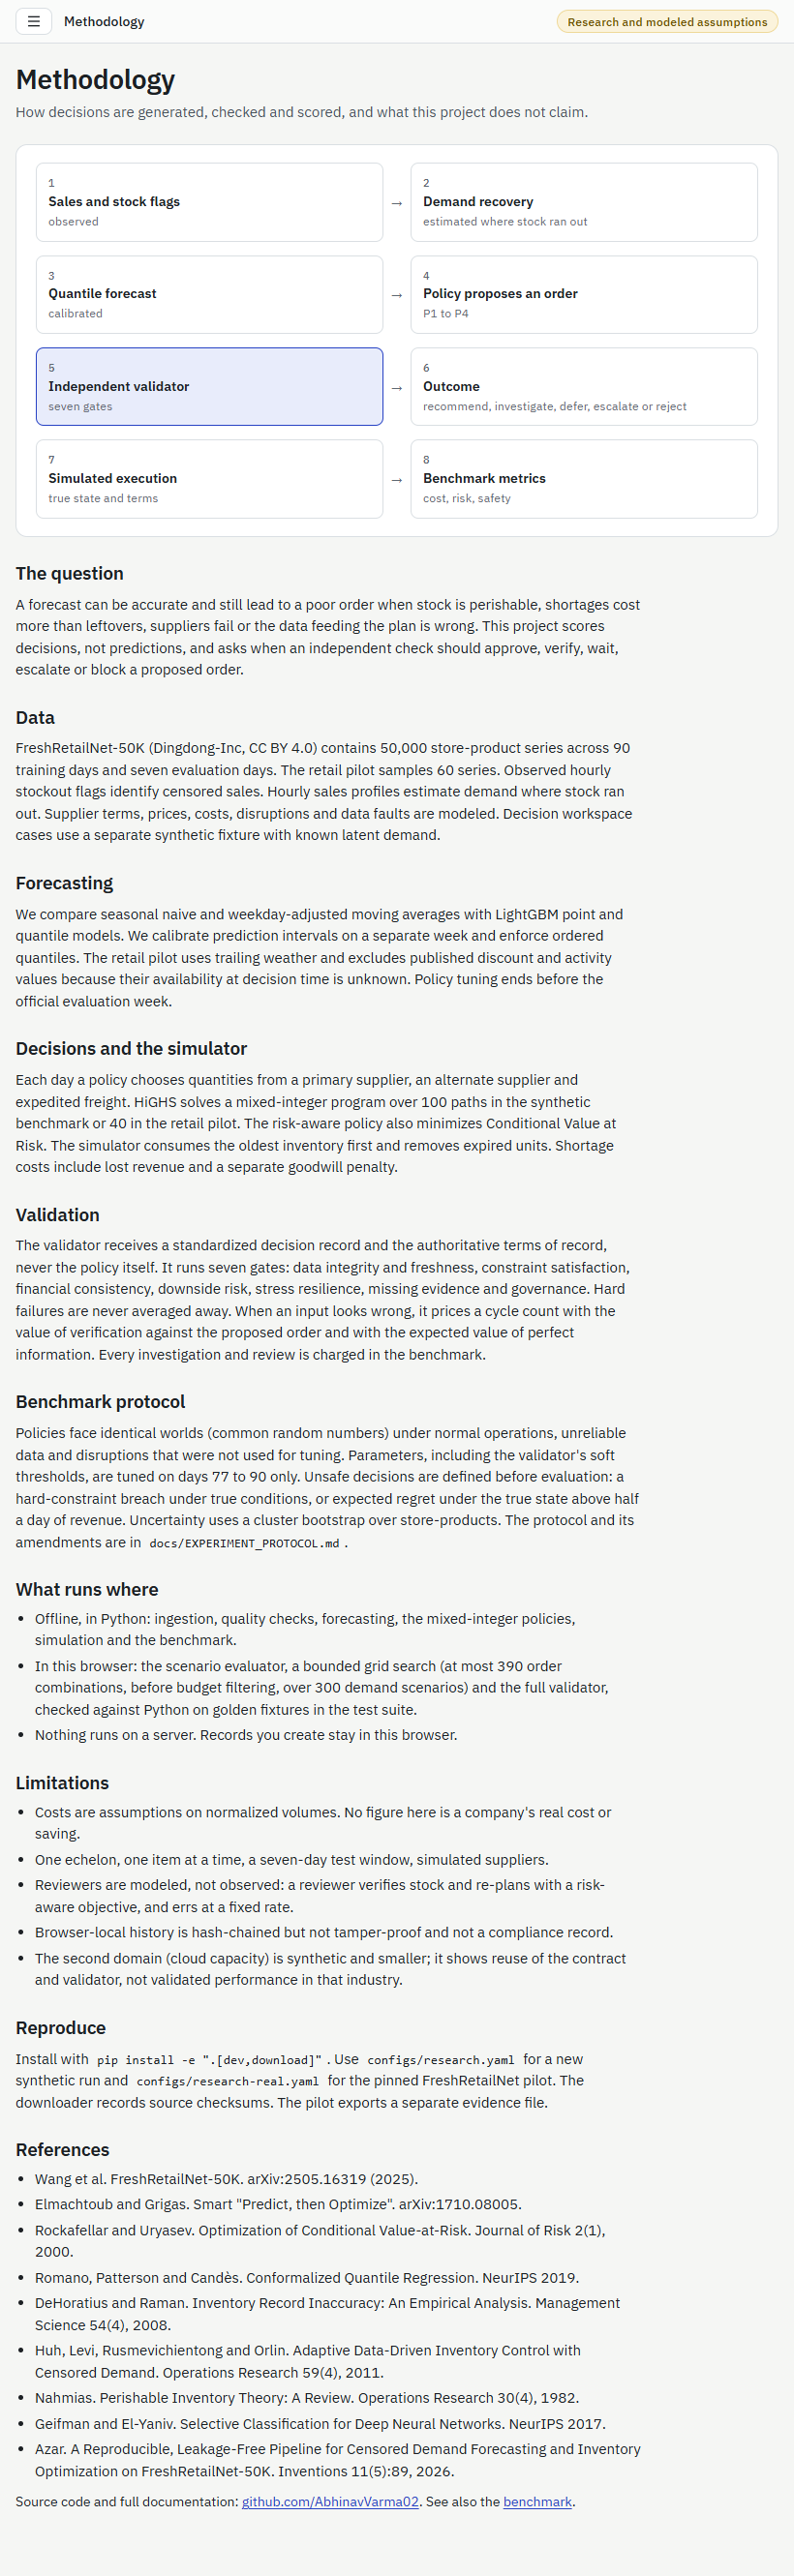 Methodology
Research and modeled assumptions
Methodology
How decisions are generated, checked and scored, and what this project does not claim.
1
Sales and stock flags
observed
→
2
Demand recovery
estimated where stock ran out
3
Quantile forecast
calibrated
→
4
Policy proposes an order
P1 to P4
5
Independent validator
seven gates
→
6
Outcome
recommend, investigate, defer, escalate or reject
7
Simulated execution
true state and terms
→
8
Benchmark metrics
cost, risk, safety
The question
A forecast can be accurate and still lead to a poor order when stock is perishable, shortages cost
more than leftovers, suppliers fail or the data feeding the plan is wrong. This project scores
decisions, not predictions, and asks when an independent check should approve, verify, wait,
escalate or block a proposed order.
Data
FreshRetailNet-50K (Dingdong-Inc, CC BY 4.0) contains 50,000 store-product series across 90
training days and seven evaluation days. The retail pilot samples 60 series. Observed hourly
stockout flags identify censored sales. Hourly sales profiles estimate demand where stock ran
out. Supplier terms, prices, costs, disruptions and data faults are modeled. Decision workspace
cases use a separate synthetic fixture with known latent demand.
Forecasting
We compare seasonal naive and weekday-adjusted moving averages with LightGBM point and
quantile models. We calibrate prediction intervals on a separate week and enforce ordered
quantiles. The retail pilot uses trailing weather and excludes published discount and activity
values because their availability at decision time is unknown. Policy tuning ends before the
official evaluation week.
Decisions and the simulator
Each day a policy chooses quantities from a primary supplier, an alternate supplier and
expedited freight. HiGHS solves a mixed-integer program over 100 paths in the synthetic
benchmark or 40 in the retail pilot. The risk-aware policy also minimizes Conditional Value at
Risk. The simulator consumes the oldest inventory first and removes expired units. Shortage
costs include lost revenue and a separate goodwill penalty.
Validation
The validator receives a standardized decision record and the authoritative terms of record,
never the policy itself. It runs seven gates: data integrity and freshness, constraint satisfaction,
financial consistency, downside risk, stress resilience, missing evidence and governance. Hard
failures are never averaged away. When an input looks wrong, it prices a cycle count with the
value of verification against the proposed order and with the expected value of perfect
information. Every investigation and review is charged in the benchmark.
Benchmark protocol
Policies face identical worlds (common random numbers) under normal operations, unreliable
data and disruptions that were not used for tuning. Parameters, including the validator's soft
thresholds, are tuned on days 77 to 90 only. Unsafe decisions are defined before evaluation: a
hard-constraint breach under true conditions, or expected regret under the true state above half
a day of revenue. Uncertainty uses a cluster bootstrap over store-products. The protocol and its
amendments are in docs/EXPERIMENT_PROTOCOL.md .
What runs where
• Offline, in Python: ingestion, quality checks, forecasting, the mixed-integer policies,
simulation and the benchmark.
• In this browser: the scenario evaluator, a bounded grid search (at most 390 order
combinations, before budget filtering, over 300 demand scenarios) and the full validator,
checked against Python on golden fixtures in the test suite.
• Nothing runs on a server. Records you create stay in this browser.
Limitations
• Costs are assumptions on normalized volumes. No figure here is a company's real cost or
saving.
• One echelon, one item at a time, a seven-day test window, simulated suppliers.
• Reviewers are modeled, not observed: a reviewer verifies stock and re-plans with a risk-
aware objective, and errs at a fixed rate.
• Browser-local history is hash-chained but not tamper-proof and not a compliance record.
• The second domain (cloud capacity) is synthetic and smaller; it shows reuse of the contract
and validator, not validated performance in that industry.
Reproduce
Install with pip install -e ".[dev,download]" . Use configs/research.yaml for a new
synthetic run and configs/research-real.yaml for the pinned FreshRetailNet pilot. The
downloader records source checksums. The pilot exports a separate evidence file.
References
• Wang et al. FreshRetailNet-50K. arXiv:2505.16319 (2025).
• Elmachtoub and Grigas. Smart "Predict, then Optimize". arXiv:1710.08005.
• Rockafellar and Uryasev. Optimization of Conditional Value-at-Risk. Journal of Risk 2(1),
2000.
• Romano, Patterson and Candès. Conformalized Quantile Regression. NeurIPS 2019.
• DeHoratius and Raman. Inventory Record Inaccuracy: An Empirical Analysis. Management
Science 54(4), 2008.
• Huh, Levi, Rusmevichientong and Orlin. Adaptive Data-Driven Inventory Control with
Censored Demand. Operations Research 59(4), 2011.
• Nahmias. Perishable Inventory Theory: A Review. Operations Research 30(4), 1982.
• Geifman and El-Yaniv. Selective Classification for Deep Neural Networks. NeurIPS 2017.
• Azar. A Reproducible, Leakage-Free Pipeline for Censored Demand Forecasting and Inventory
Optimization on FreshRetailNet-50K. Inventions 11(5):89, 2026.
Source code and full documentation: github.com/AbhinavVarma02. See also the benchmark.